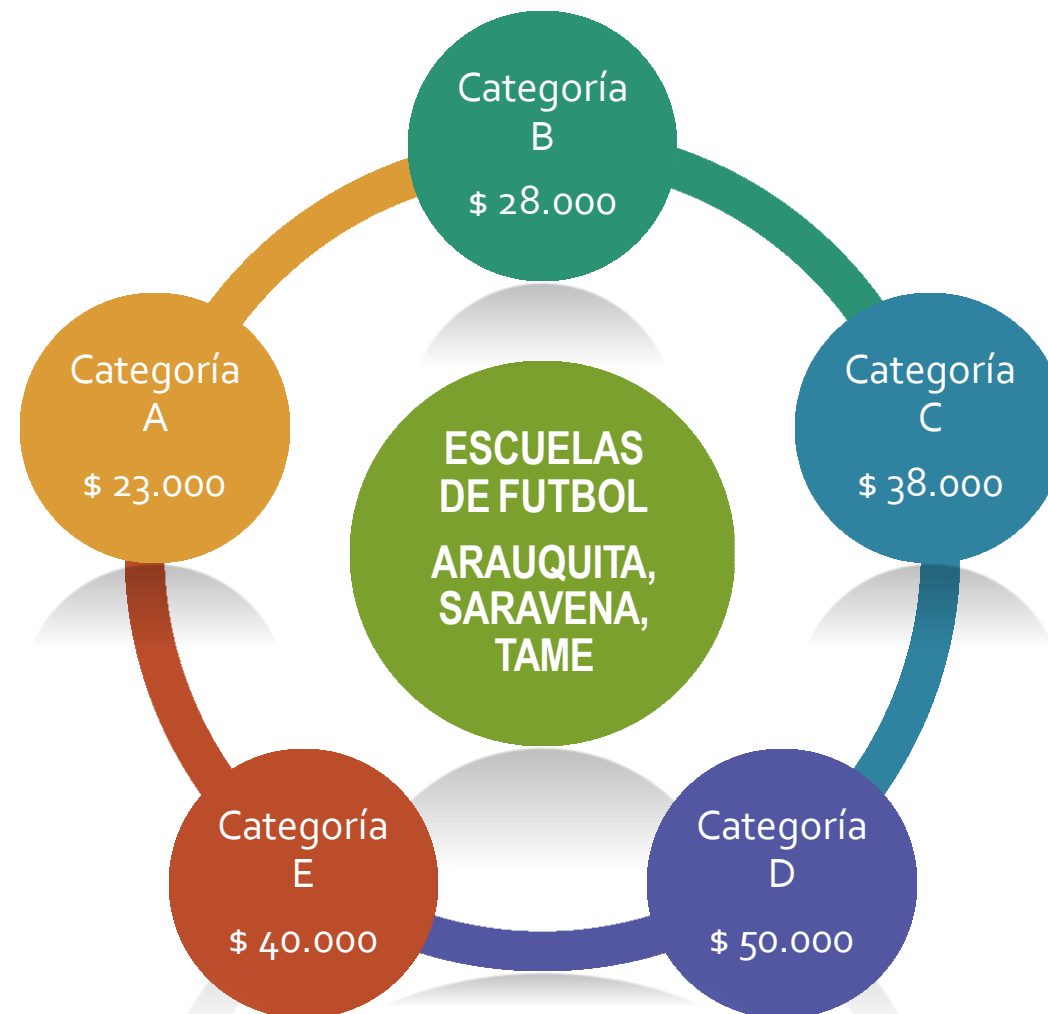 Categoría
B
$ 28.000
Categoría
A
$ 23.000
Categoría
C
$ 38.000
ESCUELAS
DE FUTBOL
ARAUQUITA,
SARAVENA,
TAME
Categoría
E
$ 40.000
Categoría
D
$ 50.000